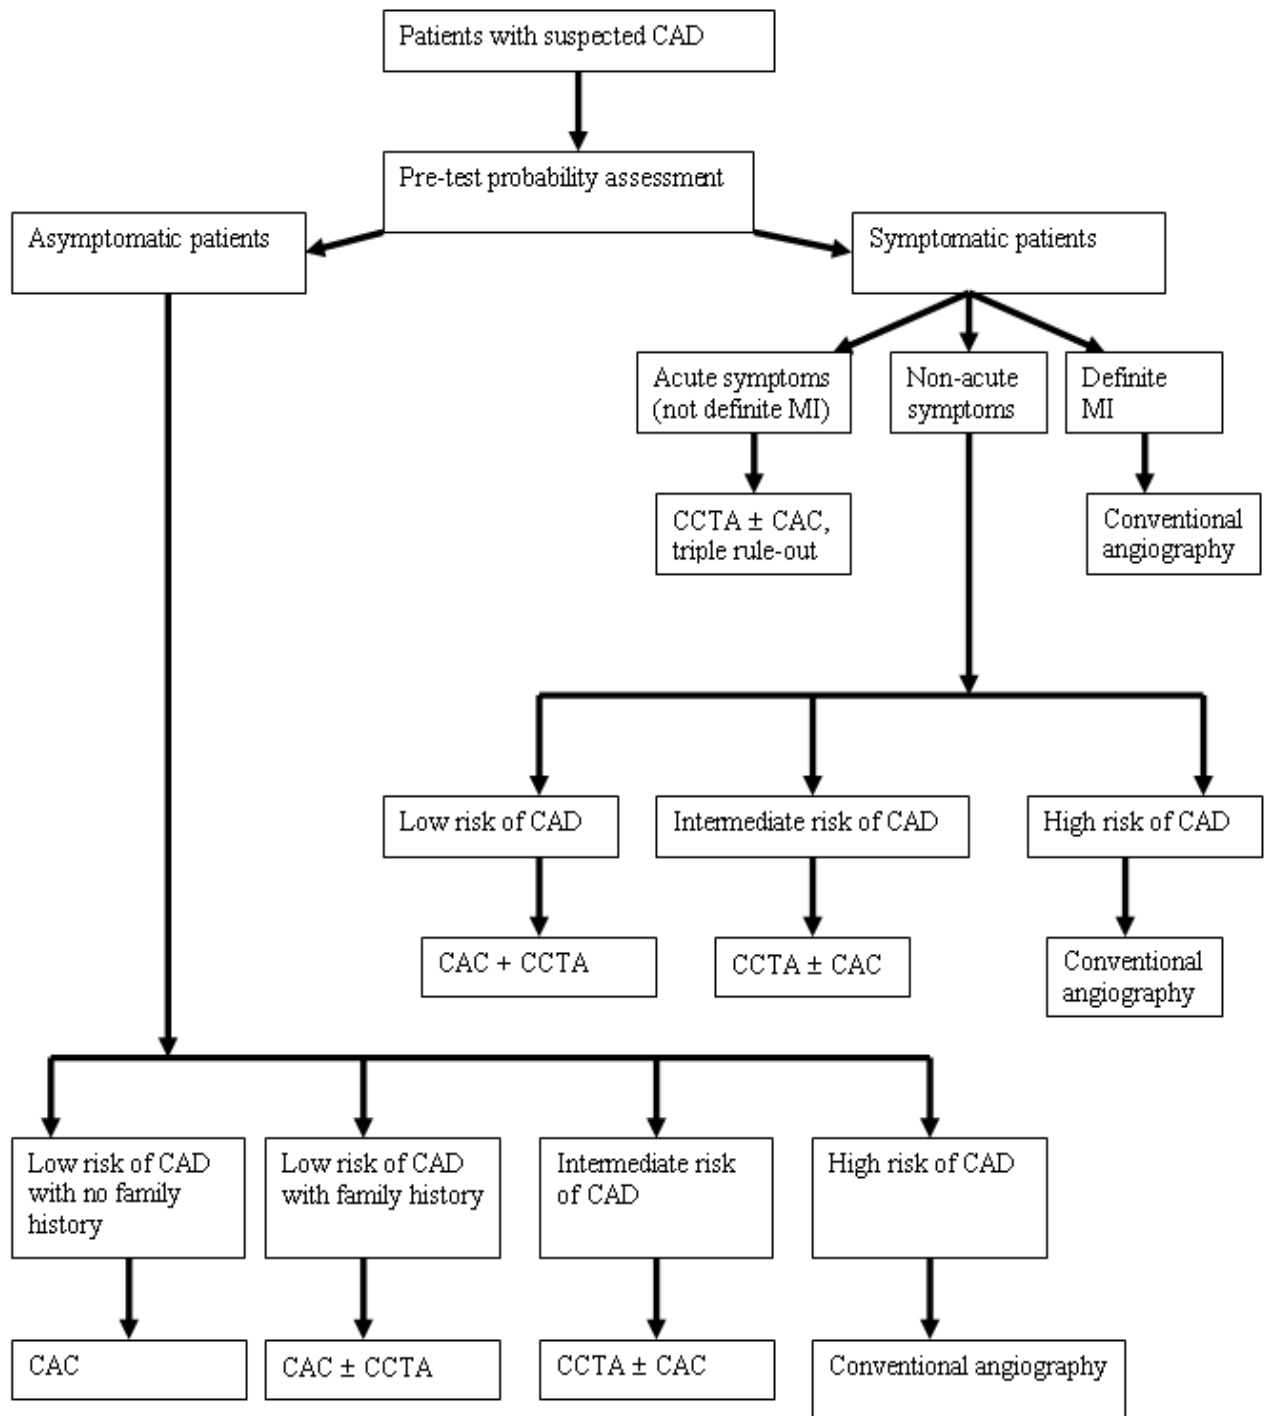 Patients with suspected CAD
Pre-test probability assessment
Asymptomatic patients
Symptomatic patients
Acute symptoms
(not definite MI)
Non-acute
symptoms
Definite
MI
CCTA ± CAC,
triple rule-out
Conventional
angiography
Low risk of CAD
Intermediate risk of CAD
High risk of CAD
CAC + CCTA
CCTA ± CAC
Conventional
angiography
Low risk of CAD
with no family
history
Low risk of CAD
with family history
Intermediate risk
of CAD
High risk of CAD
CAC
CAC ± CCTA
CCTA ± CAC
Conventional angiography